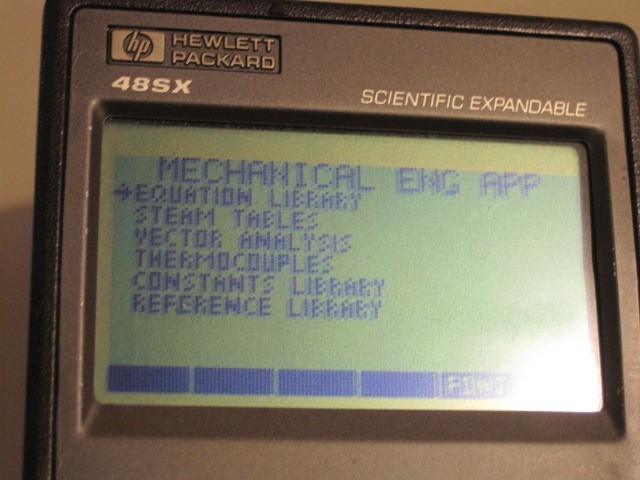 hp HEWLETT
PACKARD
48SX
SCIENTIFIC EXPANDABLE
MECHANICAL ENG APP
→EQUATION LIBRARY
STEAM TABLES
VECTOR ANALYSIS
THERMOCOUPLES
CONSTANTS LIBRARY
REFERENCE LIBRARY